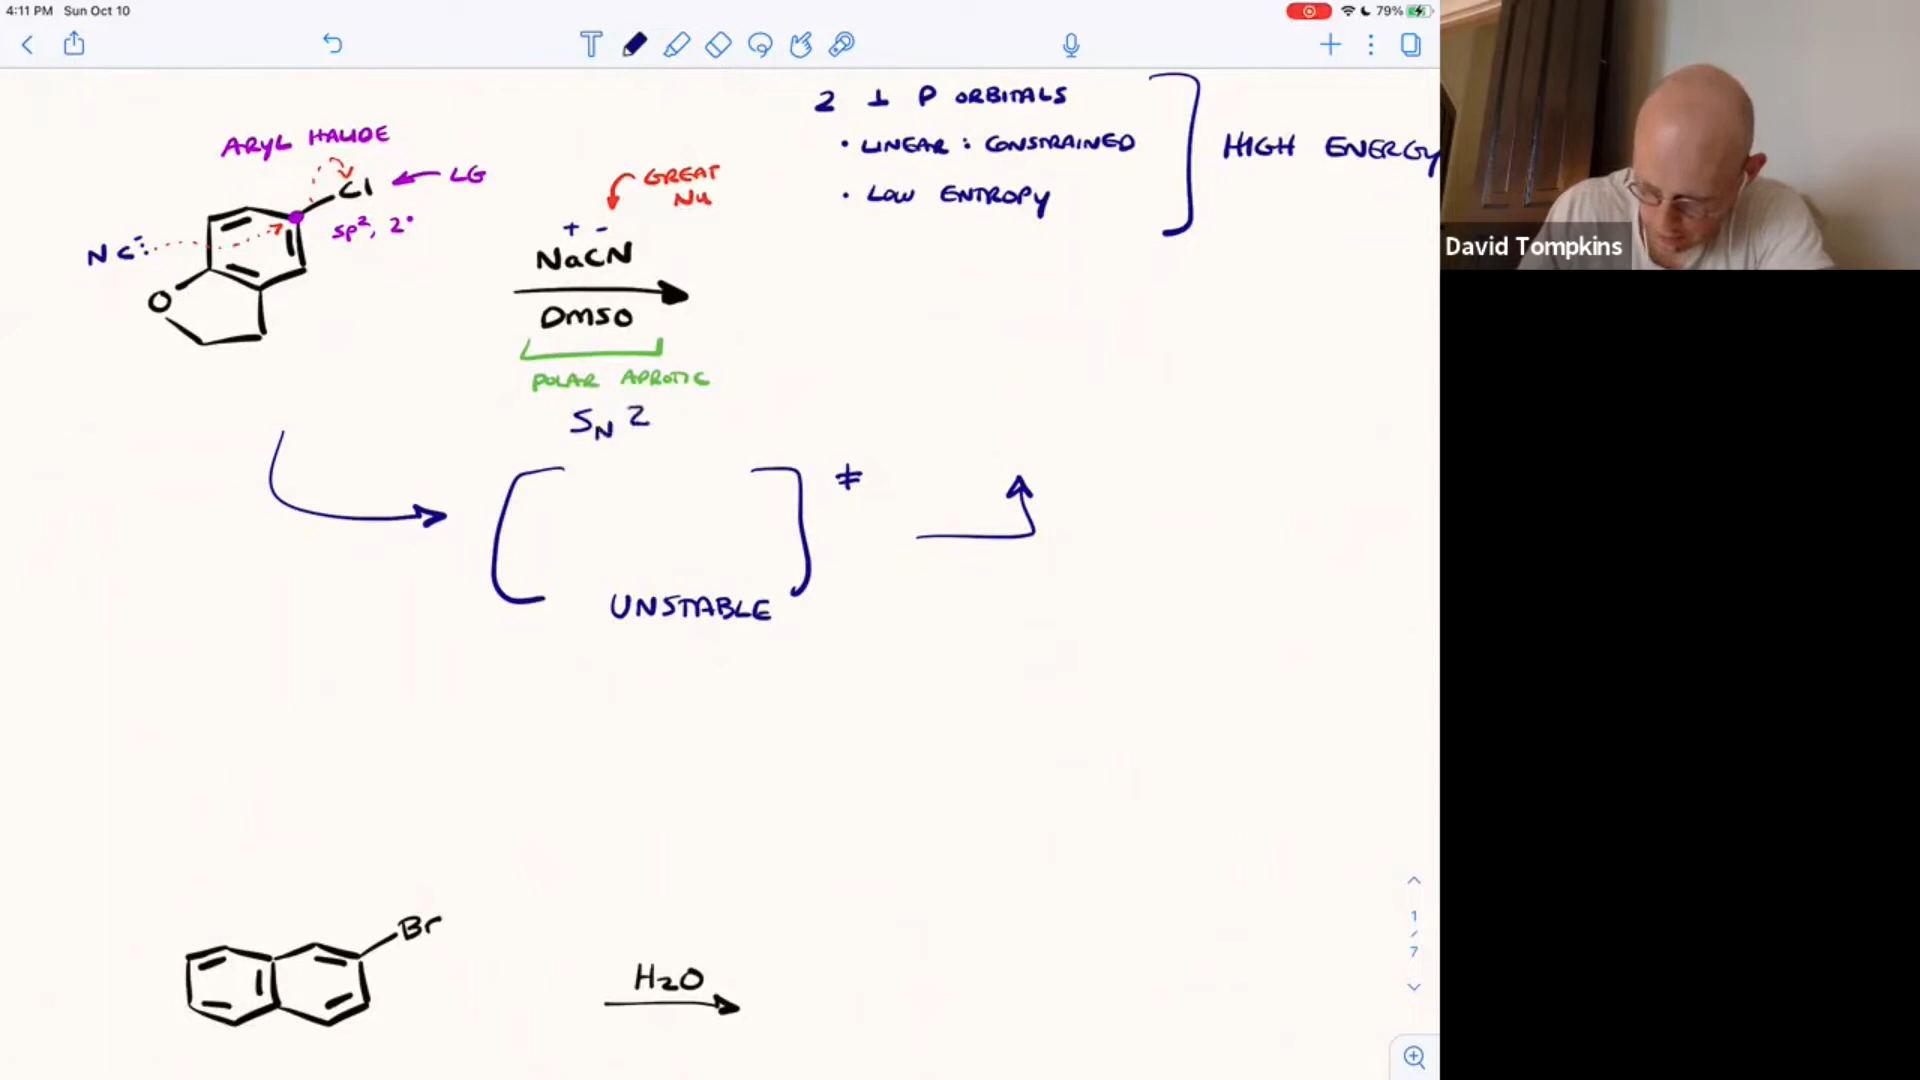 4:11 PM Sun Oct 10
79%
T
2 ⊥ P ORBITALS
• LINEAR : CONSTRAINED
• LOW ENTROPY
HIGH ENERGY
ARYL HALIDE
Cl
LG
sp², 2°
NC:
O
GREAT
Nu
+ -
NaCN
DMSO
POLAR APROTIC
SN2
≠
UNSTABLE
Br
H2O
1
/
7
David Tompkins